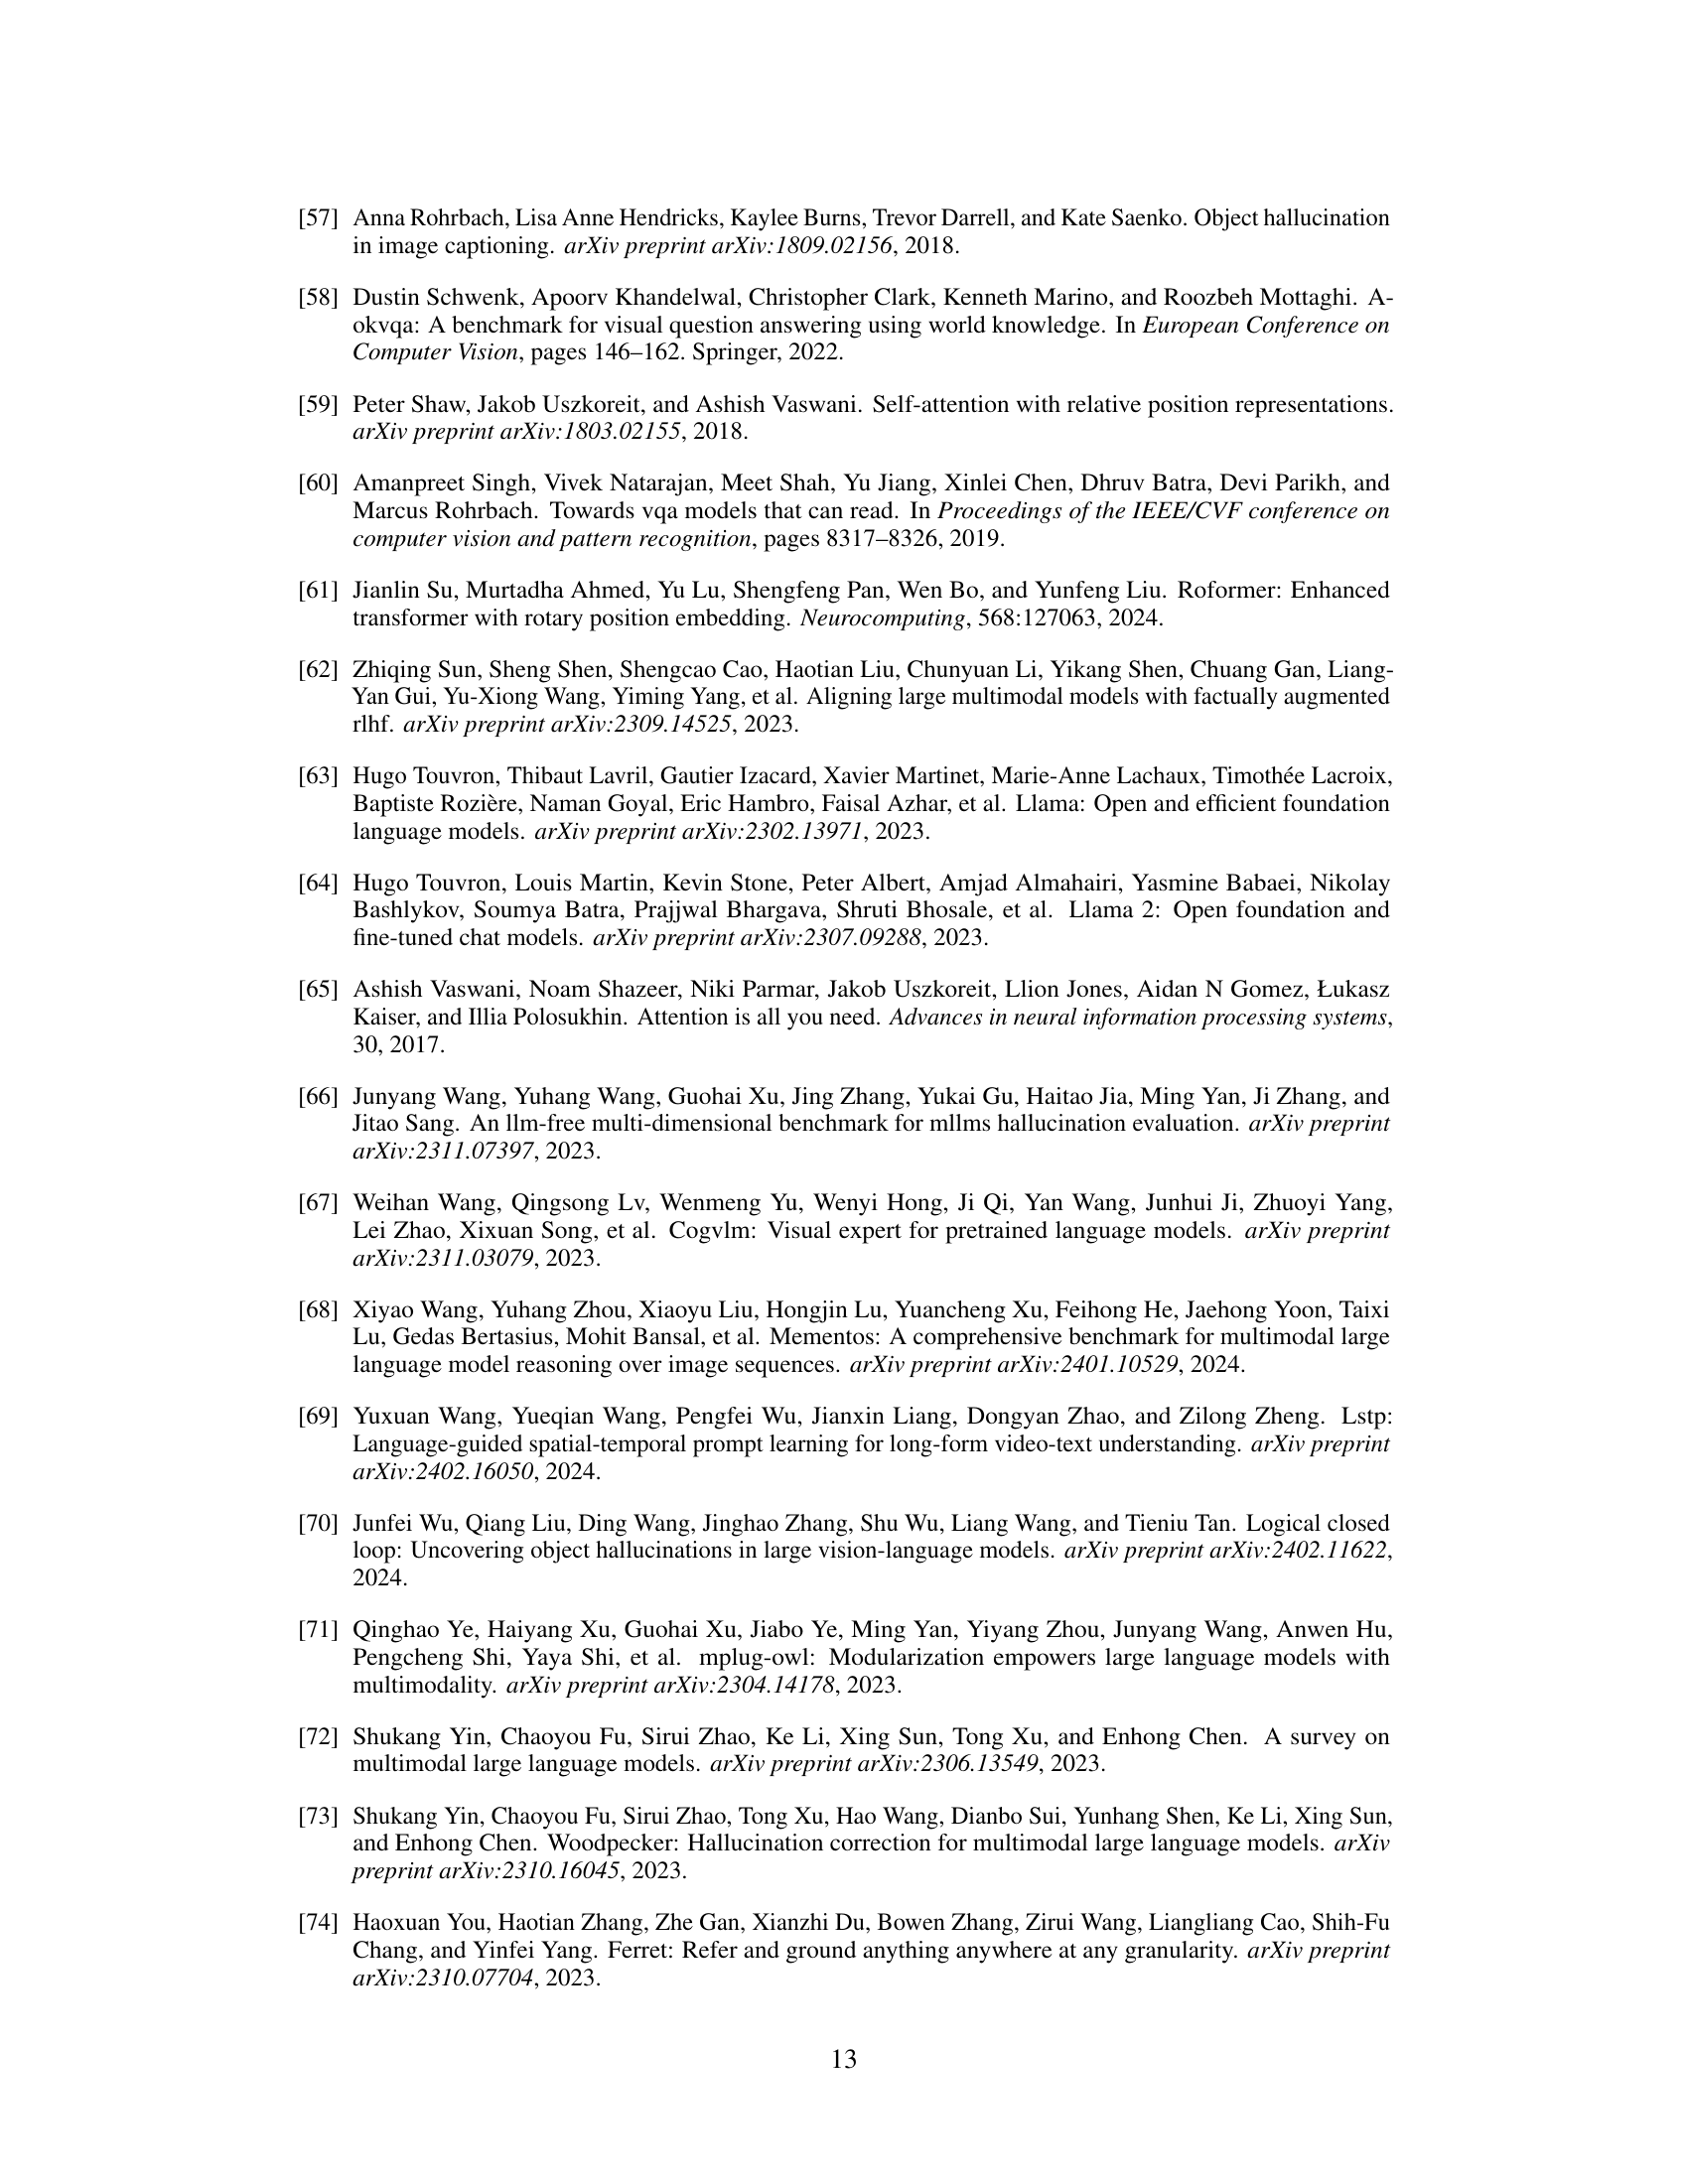 [57] Anna Rohrbach, Lisa Anne Hendricks, Kaylee Burns, Trevor Darrell, and Kate Saenko. Object hallucination
in image captioning. arXiv preprint arXiv:1809.02156, 2018.
[58] Dustin Schwenk, Apoorv Khandelwal, Christopher Clark, Kenneth Marino, and Roozbeh Mottaghi. A-
okvqa: A benchmark for visual question answering using world knowledge. In European Conference on
Computer Vision, pages 146–162. Springer, 2022.
[59] Peter Shaw, Jakob Uszkoreit, and Ashish Vaswani. Self-attention with relative position representations.
arXiv preprint arXiv:1803.02155, 2018.
[60] Amanpreet Singh, Vivek Natarajan, Meet Shah, Yu Jiang, Xinlei Chen, Dhruv Batra, Devi Parikh, and
Marcus Rohrbach. Towards vqa models that can read. In Proceedings of the IEEE/CVF conference on
computer vision and pattern recognition, pages 8317–8326, 2019.
[61] Jianlin Su, Murtadha Ahmed, Yu Lu, Shengfeng Pan, Wen Bo, and Yunfeng Liu. Roformer: Enhanced
transformer with rotary position embedding. Neurocomputing, 568:127063, 2024.
[62] Zhiqing Sun, Sheng Shen, Shengcao Cao, Haotian Liu, Chunyuan Li, Yikang Shen, Chuang Gan, Liang-
Yan Gui, Yu-Xiong Wang, Yiming Yang, et al. Aligning large multimodal models with factually augmented
rlhf. arXiv preprint arXiv:2309.14525, 2023.
[63] Hugo Touvron, Thibaut Lavril, Gautier Izacard, Xavier Martinet, Marie-Anne Lachaux, Timothée Lacroix,
Baptiste Rozière, Naman Goyal, Eric Hambro, Faisal Azhar, et al. Llama: Open and efficient foundation
language models. arXiv preprint arXiv:2302.13971, 2023.
[64] Hugo Touvron, Louis Martin, Kevin Stone, Peter Albert, Amjad Almahairi, Yasmine Babaei, Nikolay
Bashlykov, Soumya Batra, Prajjwal Bhargava, Shruti Bhosale, et al. Llama 2: Open foundation and
fine-tuned chat models. arXiv preprint arXiv:2307.09288, 2023.
[65] Ashish Vaswani, Noam Shazeer, Niki Parmar, Jakob Uszkoreit, Llion Jones, Aidan N Gomez, Łukasz
Kaiser, and Illia Polosukhin. Attention is all you need. Advances in neural information processing systems,
30, 2017.
[66] Junyang Wang, Yuhang Wang, Guohai Xu, Jing Zhang, Yukai Gu, Haitao Jia, Ming Yan, Ji Zhang, and
Jitao Sang. An llm-free multi-dimensional benchmark for mllms hallucination evaluation. arXiv preprint
arXiv:2311.07397, 2023.
[67] Weihan Wang, Qingsong Lv, Wenmeng Yu, Wenyi Hong, Ji Qi, Yan Wang, Junhui Ji, Zhuoyi Yang,
Lei Zhao, Xixuan Song, et al. Cogvlm: Visual expert for pretrained language models. arXiv preprint
arXiv:2311.03079, 2023.
[68] Xiyao Wang, Yuhang Zhou, Xiaoyu Liu, Hongjin Lu, Yuancheng Xu, Feihong He, Jaehong Yoon, Taixi
Lu, Gedas Bertasius, Mohit Bansal, et al. Mementos: A comprehensive benchmark for multimodal large
language model reasoning over image sequences. arXiv preprint arXiv:2401.10529, 2024.
[69] Yuxuan Wang, Yueqian Wang, Pengfei Wu, Jianxin Liang, Dongyan Zhao, and Zilong Zheng. Lstp:
Language-guided spatial-temporal prompt learning for long-form video-text understanding. arXiv preprint
arXiv:2402.16050, 2024.
[70] Junfei Wu, Qiang Liu, Ding Wang, Jinghao Zhang, Shu Wu, Liang Wang, and Tieniu Tan. Logical closed
loop: Uncovering object hallucinations in large vision-language models. arXiv preprint arXiv:2402.11622,
2024.
[71] Qinghao Ye, Haiyang Xu, Guohai Xu, Jiabo Ye, Ming Yan, Yiyang Zhou, Junyang Wang, Anwen Hu,
Pengcheng Shi, Yaya Shi, et al. mplug-owl: Modularization empowers large language models with
multimodality. arXiv preprint arXiv:2304.14178, 2023.
[72] Shukang Yin, Chaoyou Fu, Sirui Zhao, Ke Li, Xing Sun, Tong Xu, and Enhong Chen. A survey on
multimodal large language models. arXiv preprint arXiv:2306.13549, 2023.
[73] Shukang Yin, Chaoyou Fu, Sirui Zhao, Tong Xu, Hao Wang, Dianbo Sui, Yunhang Shen, Ke Li, Xing Sun,
and Enhong Chen. Woodpecker: Hallucination correction for multimodal large language models. arXiv
preprint arXiv:2310.16045, 2023.
[74] Haoxuan You, Haotian Zhang, Zhe Gan, Xianzhi Du, Bowen Zhang, Zirui Wang, Liangliang Cao, Shih-Fu
Chang, and Yinfei Yang. Ferret: Refer and ground anything anywhere at any granularity. arXiv preprint
arXiv:2310.07704, 2023.
13